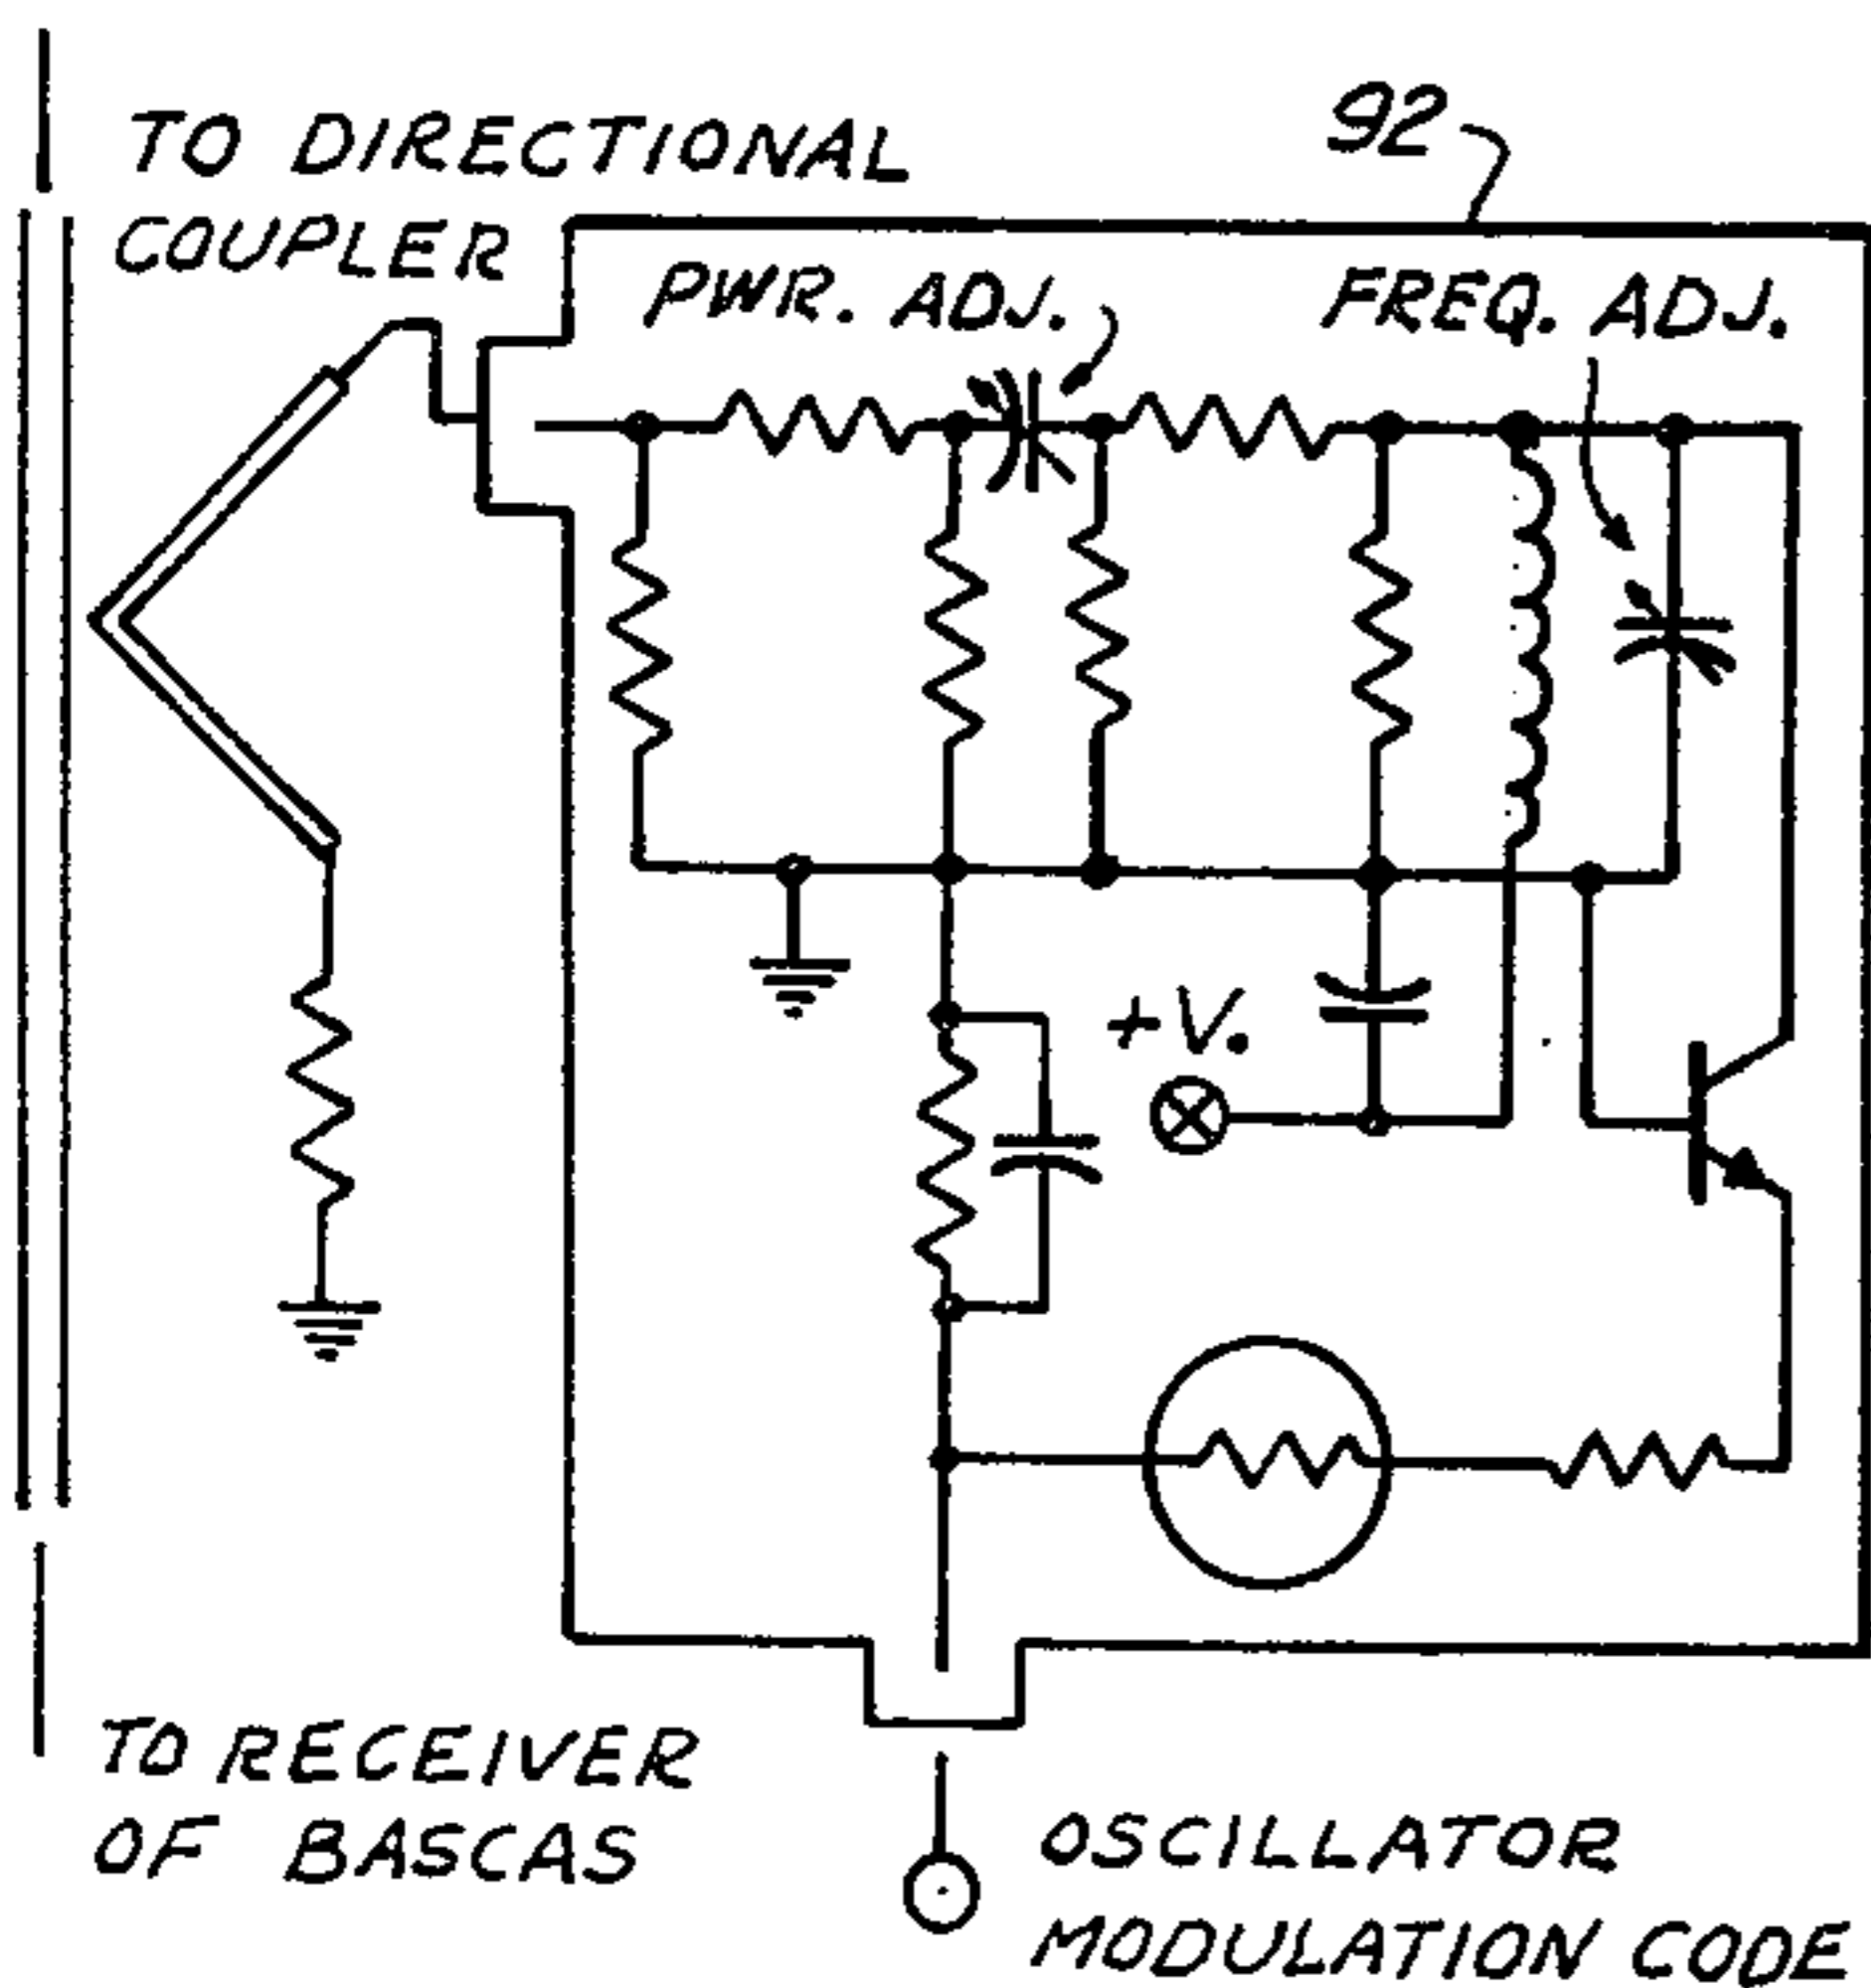 TO DIRECTIONAL
COUPLER
92
PWR. ADJ.
FREQ. ADJ.
+V.
TO RECEIVER
OF BASCAS
OSCILLATOR
MODULATION CODE